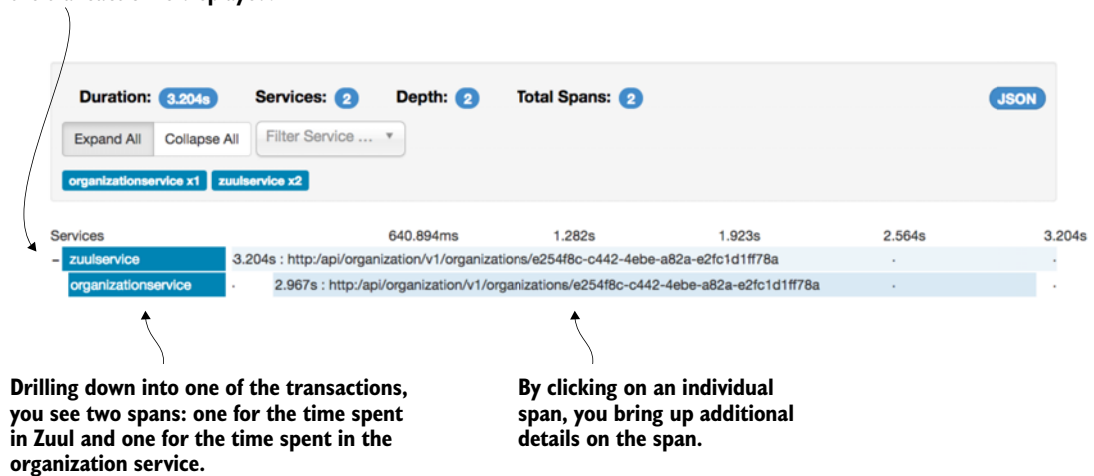 Duration: 3.204s Services: 2 Depth: 2 Total Spans: 2 JSON
Expand All Collapse All Filter Service ...
organizationservice x1 zuulservice x2
Services 640.894ms 1.282s 1.923s 2.564s 3.204s
– zuulservice 3.204s : http:/api/organization/v1/organizations/e254f8c-c442-4ebe-a82a-e2fc1d1ff78a
organizationservice 2.967s : http:/api/organization/v1/organizations/e254f8c-c442-4ebe-a82a-e2fc1d1ff78a
Drilling down into one of the transactions,
you see two spans: one for the time spent
in Zuul and one for the time spent in the
organization service.
By clicking on an individual
span, you bring up additional
details on the span.